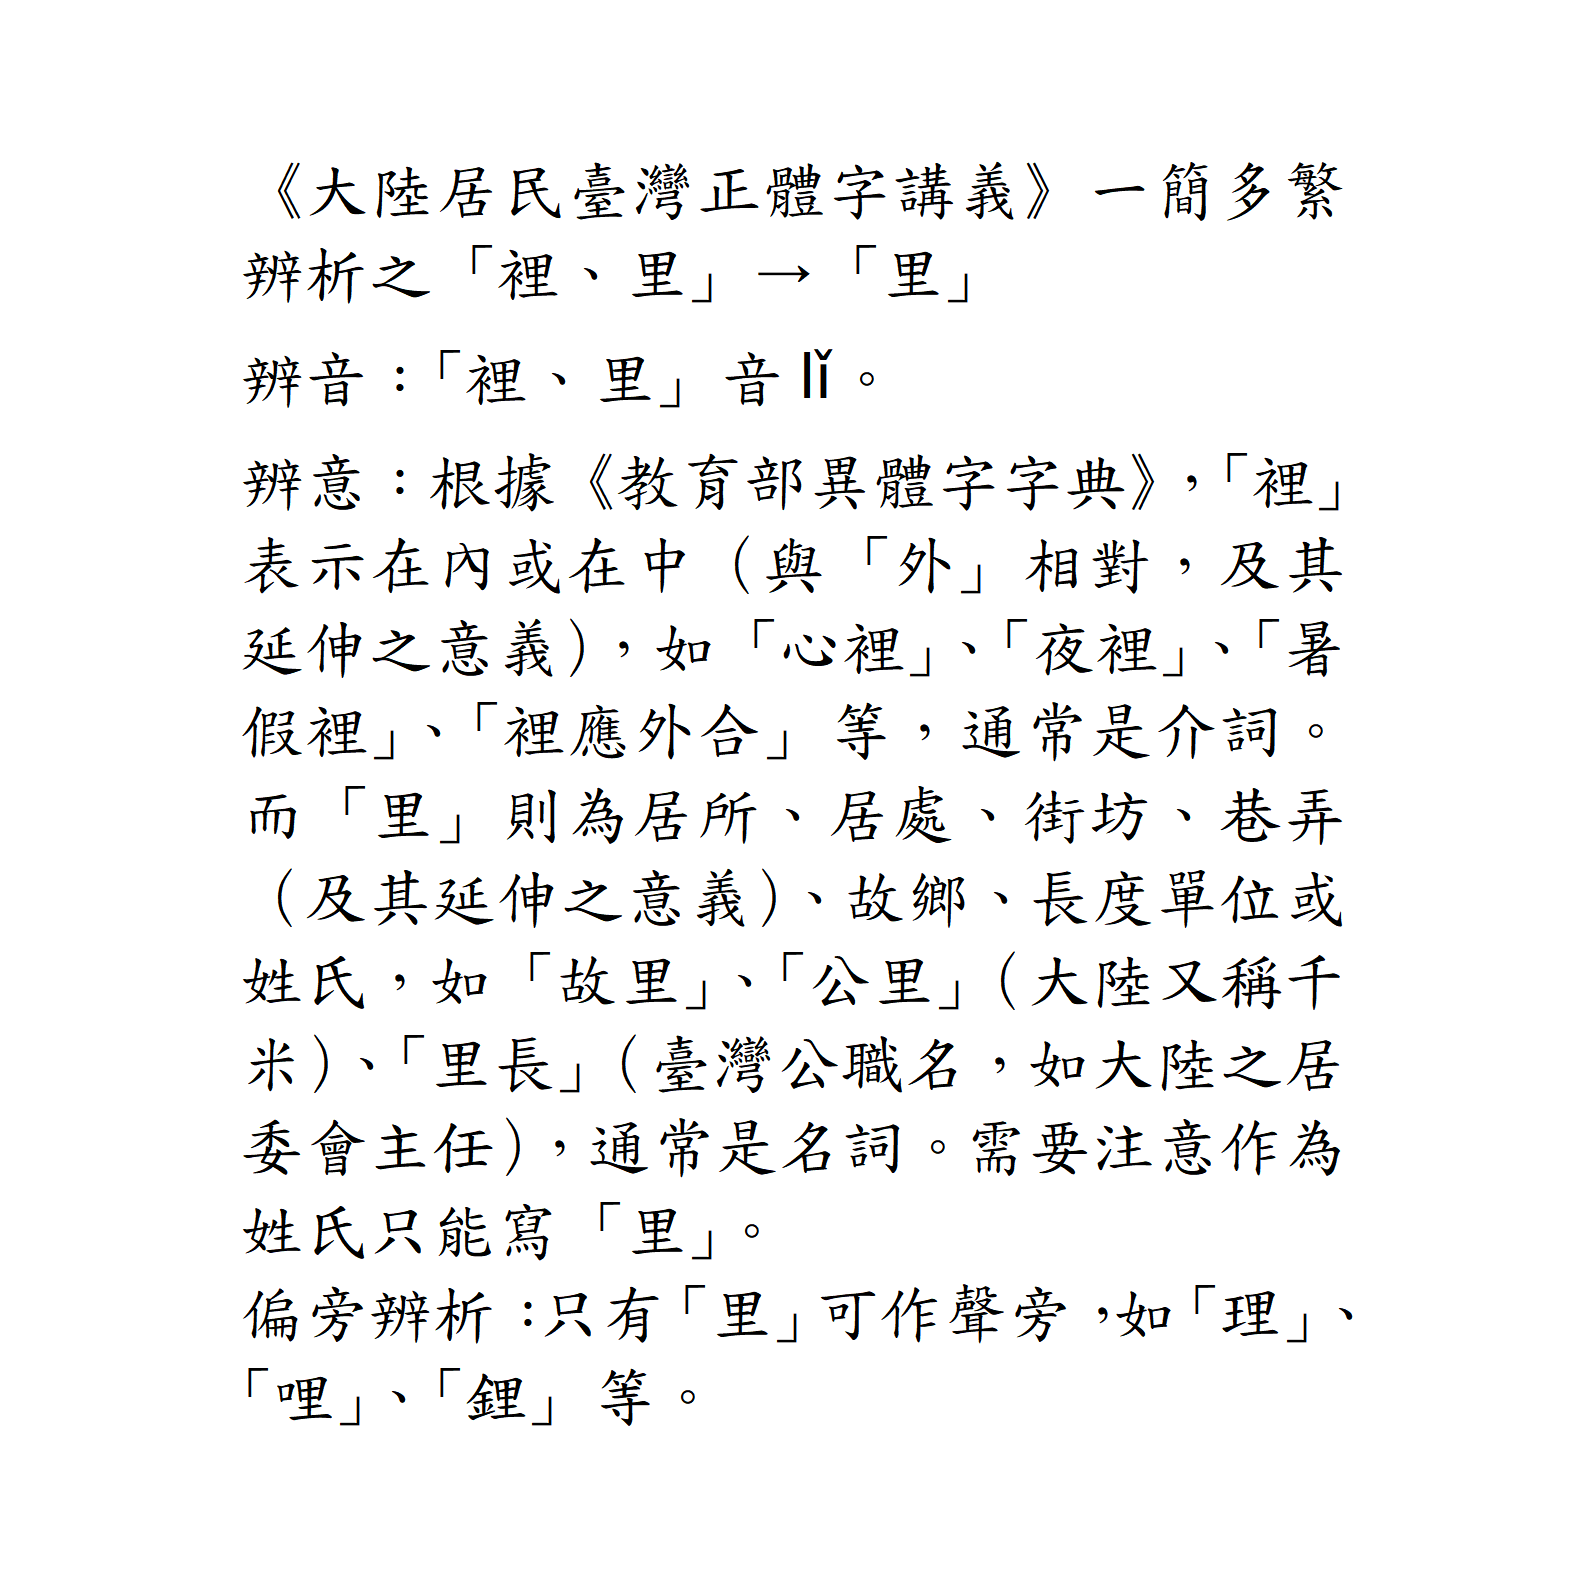 《大陸居民臺灣正體字講義》一簡多繁
辨析之「裡、里」→「里」
辨音：「裡、里」音 lǐ。
辨意：根據《教育部異體字字典》，「裡」
表示在內或在中（與「外」相對，及其
延伸之意義），如「心裡」、「夜裡」、「暑
假裡」、「裡應外合」等，通常是介詞。
而「里」則為居所、居處、街坊、巷弄
（及其延伸之意義）、故鄉、長度單位或
姓氏，如「故里」、「公里」（大陸又稱千
米）、「里長」（臺灣公職名，如大陸之居
委會主任），通常是名詞。需要注意作為
姓氏只能寫「里」。
偏旁辨析：只有「里」可作聲旁，如「理」、
「哩」、「鋰」等。